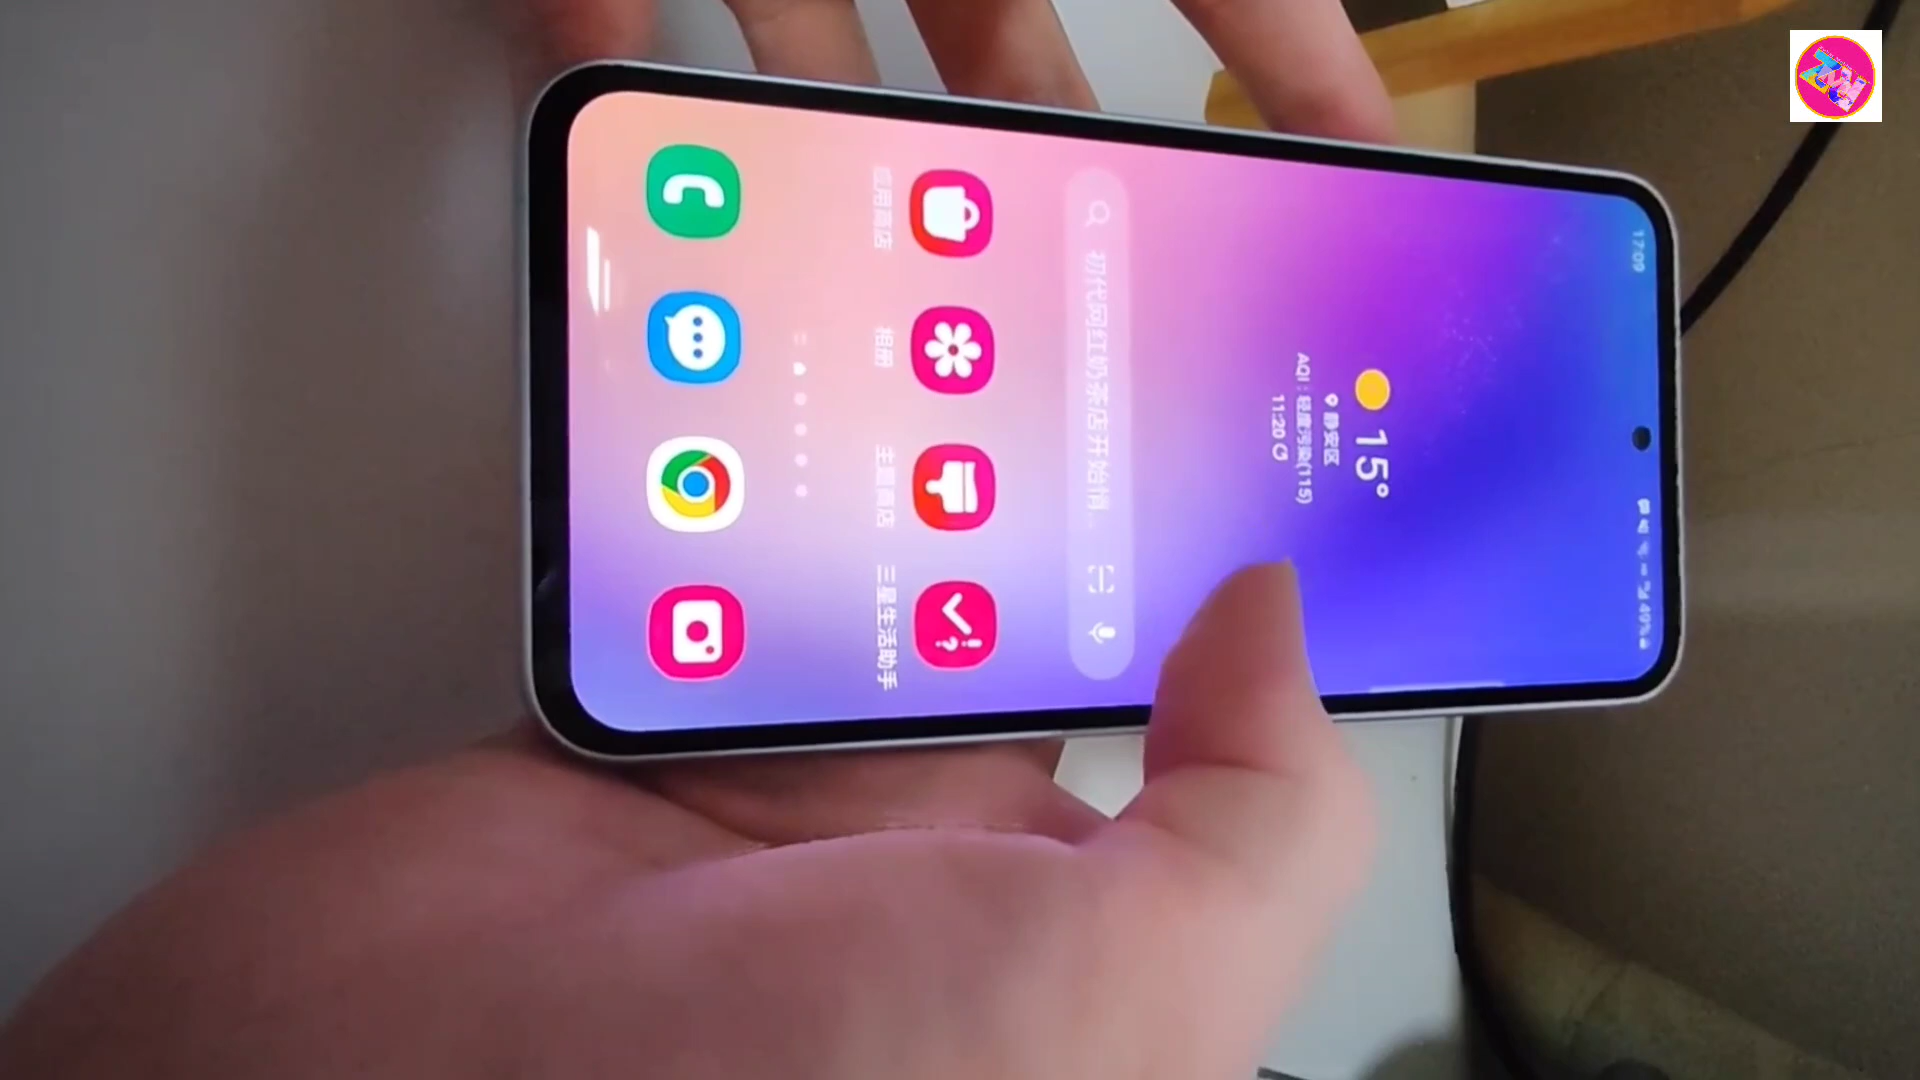 17:09
49%
15°
静安区
AQI：轻度污染(115)
11:20
初代网红奶茶店开始悄...
应用商店
相册
主题商店
三星生活助手